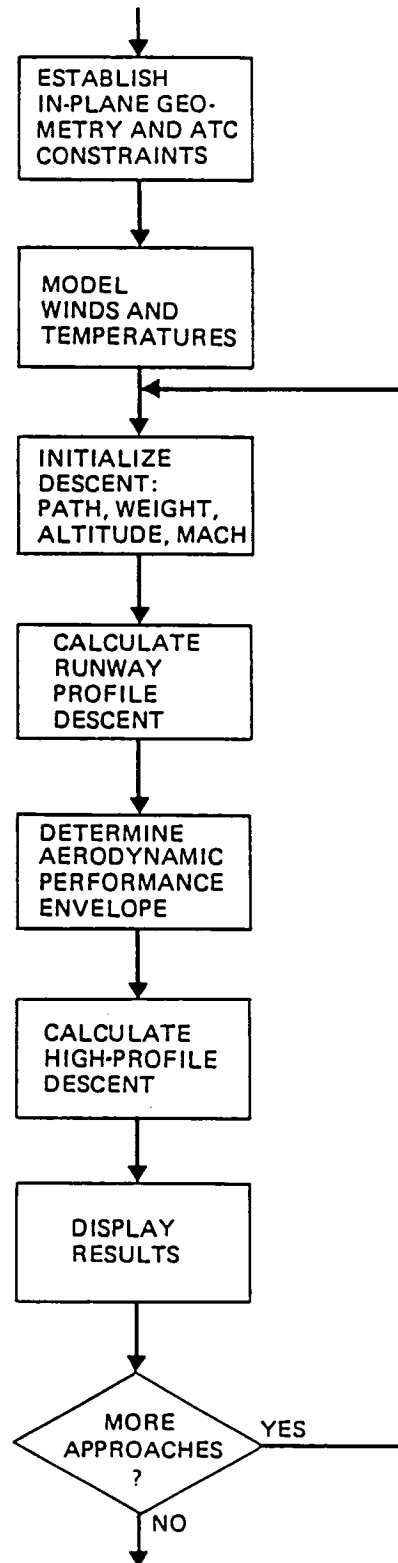 ESTABLISH
IN-PLANE GEO-
METRY AND ATC
CONSTRAINTS
MODEL
WINDS AND
TEMPERATURES
INITIALIZE
DESCENT:
PATH, WEIGHT,
ALTITUDE, MACH
CALCULATE
RUNWAY
PROFILE
DESCENT
DETERMINE
AERODYNAMIC
PERFORMANCE
ENVELOPE
CALCULATE
HIGH-PROFILE
DESCENT
DISPLAY
RESULTS
MORE
APPROACHES
?
YES
NO